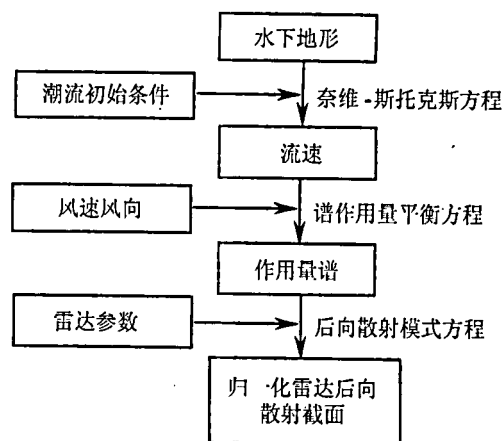 水下地形
潮流初始条件
奈维-斯托克斯方程
流速
风速风向
谱作用量平衡方程
作用量谱
雷达参数
后向散射模式方程
归一化雷达后向
散射截面